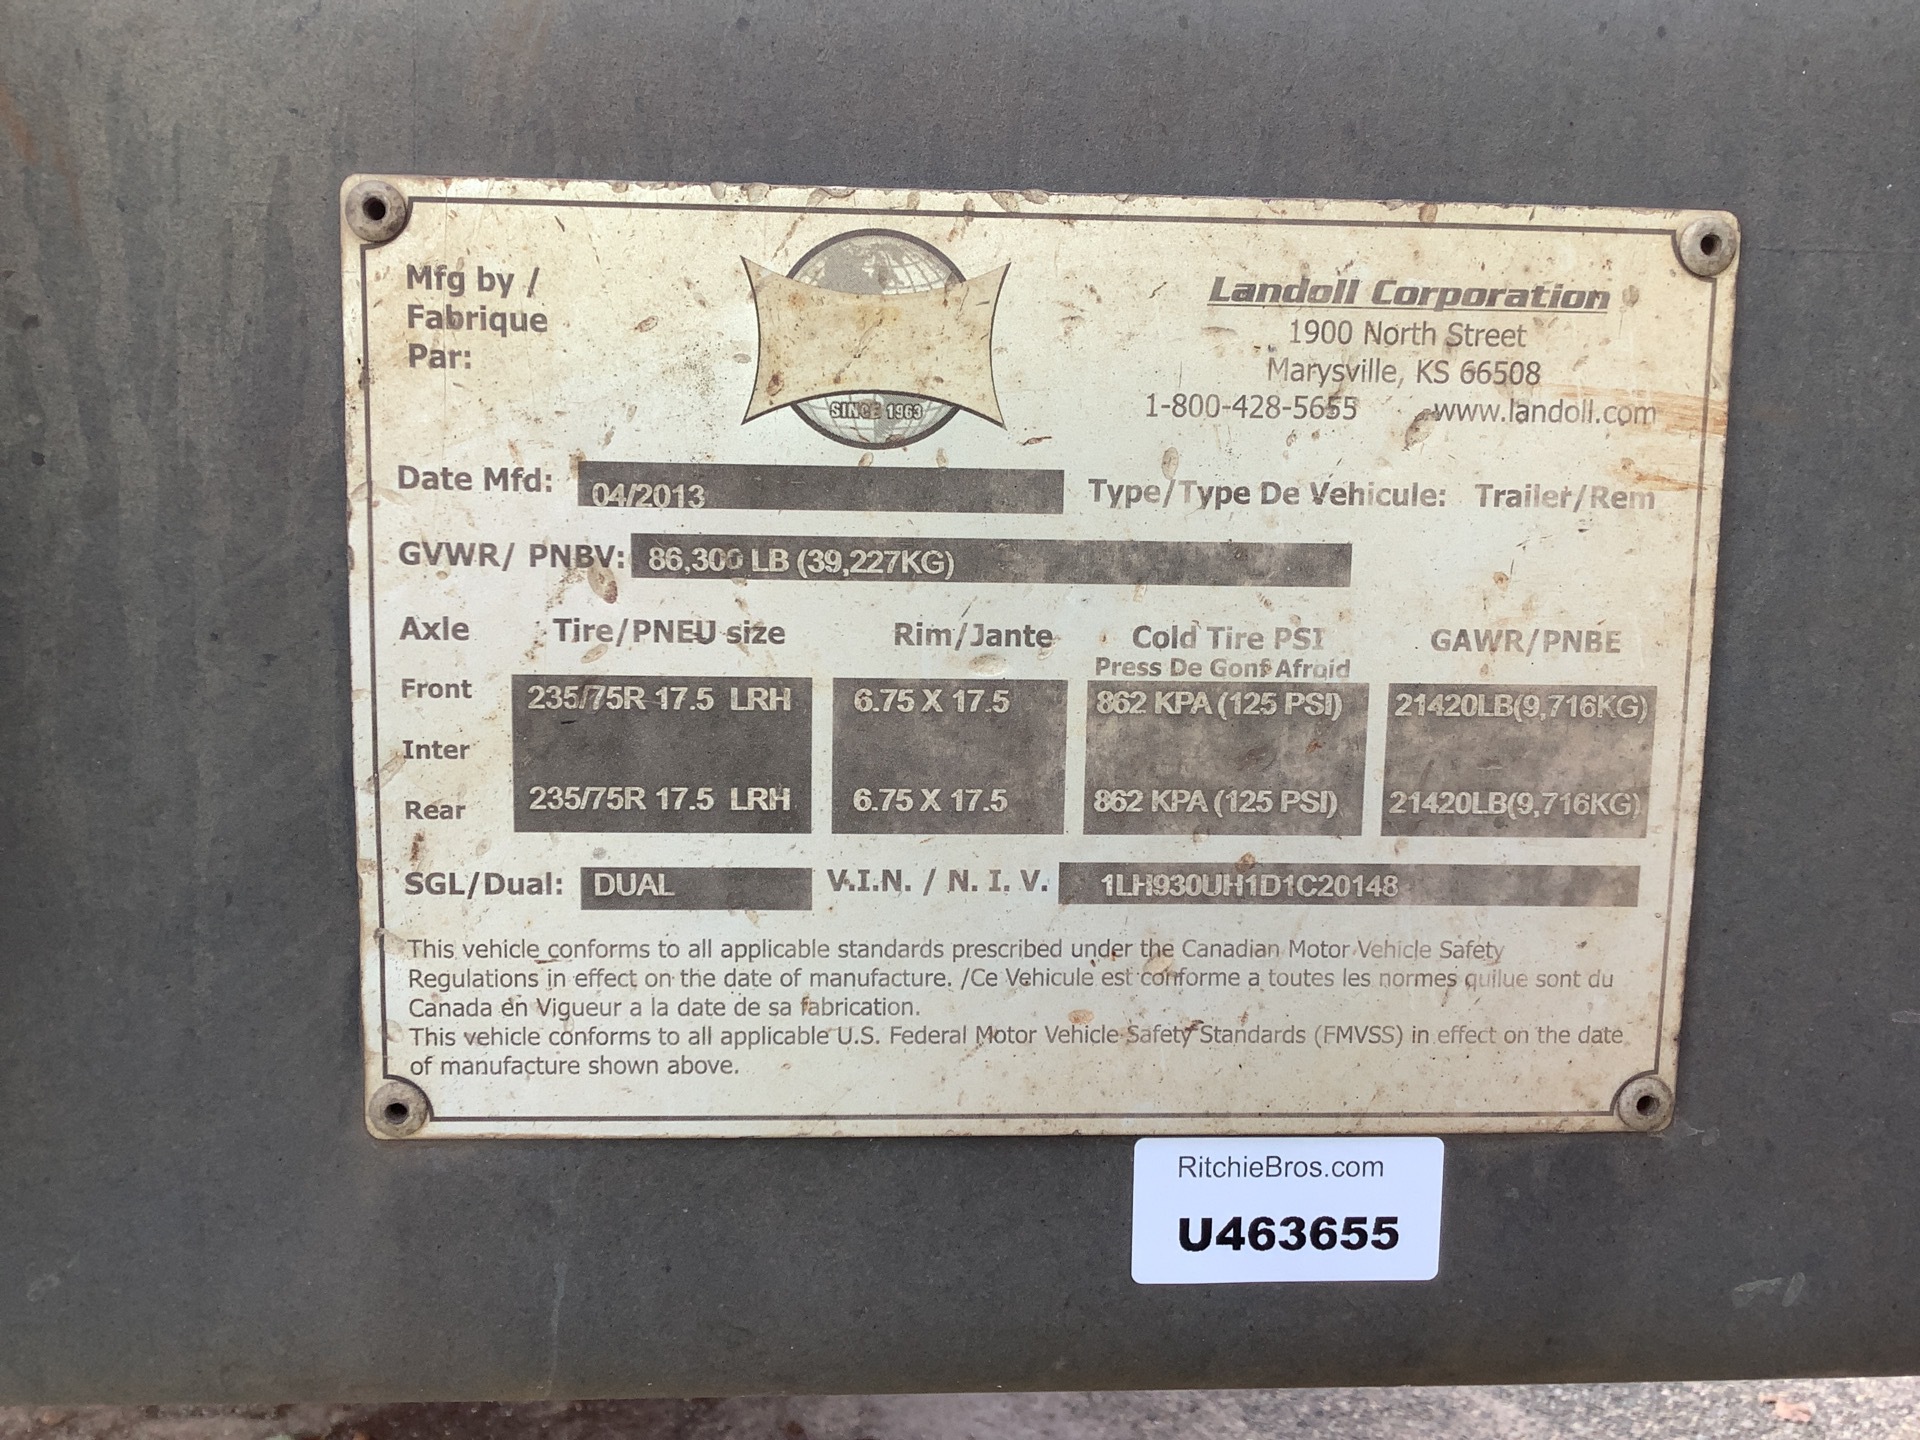 Mfg by /
Fabrique
Par:
SINCE 1963
Landoll Corporation
1900 North Street
Marysville, KS 66508
1-800-428-5655 www.landoll.com
Date Mfd: 04/2013 Type/Type De Vehicule: Trailer/Rem
GVWR/ PNBV: 86,300 LB (39,227KG)
Axle Tire/PNEU size Rim/Jante Cold Tire PSI GAWR/PNBE
Press De Gonf Afroid
Front 235/75R 17.5 LRH 6.75 X 17.5 862 KPA (125 PSI) 21420LB(9,716KG)
Inter
Rear 235/75R 17.5 LRH 6.75 X 17.5 862 KPA (125 PSI) 21420LB(9,716KG)
SGL/Dual: DUAL V.I.N. / N. I. V. 1LH930UH1D1C20148
This vehicle conforms to all applicable standards prescribed under the Canadian Motor Vehicle Safety
Regulations in effect on the date of manufacture. /Ce Vehicule est conforme a toutes les normes quilue sont du
Canada en Vigueur a la date de sa fabrication.
This vehicle conforms to all applicable U.S. Federal Motor Vehicle Safety Standards (FMVSS) in effect on the date
of manufacture shown above.
RitchieBros.com
U463655